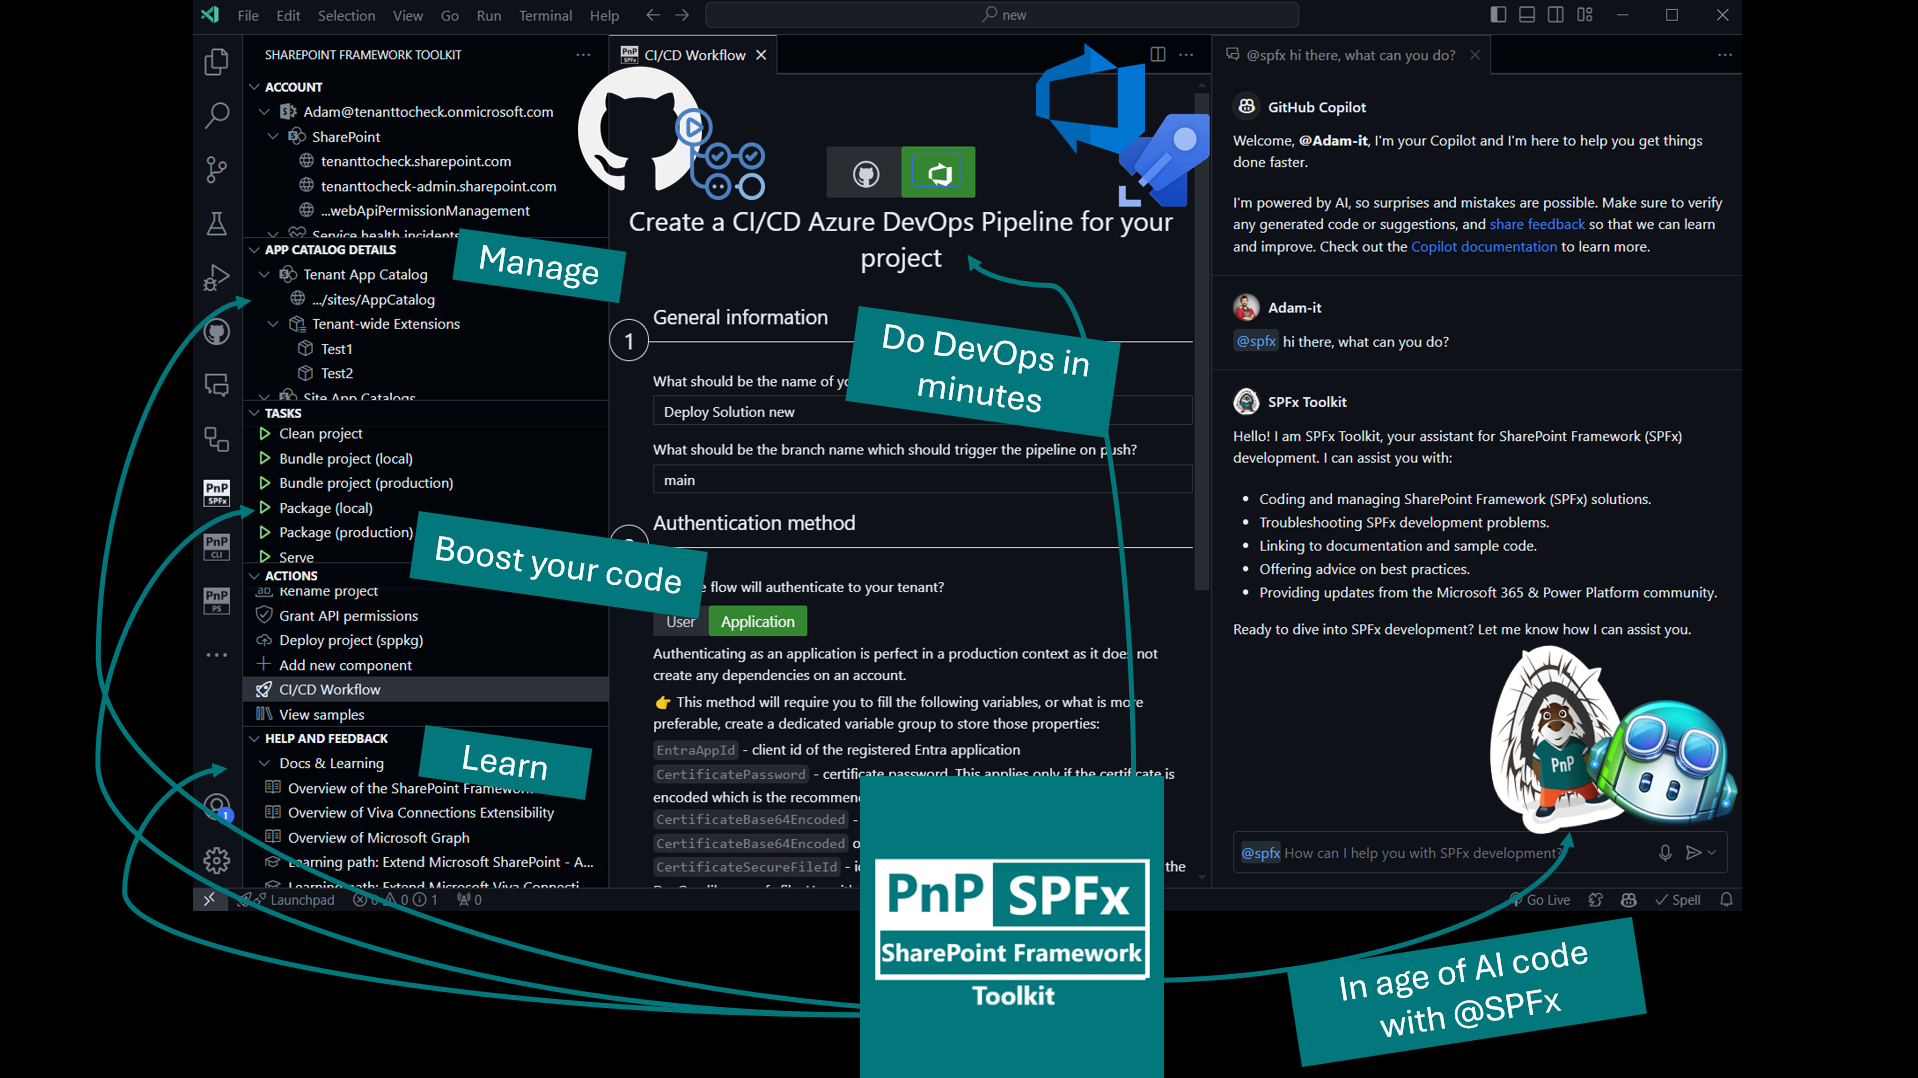 File Edit Selection View Go Run Terminal Help
new
SHAREPOINT FRAMEWORK TOOLKIT
ACCOUNT
Adam@tenanttocheck.onmicrosoft.com
SharePoint
tenanttocheck.sharepoint.com
tenanttocheck-admin.sharepoint.com
...webApiPermissionManagement
Service health incidents
APP CATALOG DETAILS
Tenant App Catalog
.../sites/AppCatalog
Tenant-wide Extensions
Test1
Test2
Site App Catalogs
TASKS
Clean project
Bundle project (local)
Bundle project (production)
Package (local)
Package (production)
Serve
ACTIONS
Rename project
Grant API permissions
Deploy project (sppkg)
Add new component
CI/CD Workflow
View samples
HELP AND FEEDBACK
Docs & Learning
Overview of the SharePoint Framewor
Overview of Viva Connections Extensibility
Overview of Microsoft Graph
Learning path: Extend Microsoft SharePoint - A...
Learning path: Extend Microsoft Viva Connecti
PnP SPFx
PnP CLI
PnP PS
1
Manage
Boost your code
Learn
PnP SPFx
CI/CD Workflow
Create a CI/CD Azure DevOps Pipeline for your
project
1
General information
What should be the name of yo
Deploy Solution new
What should be the branch name which should trigger the pipeline on push?
main
Authentication method
flow will authenticate to your tenant?
User Application
Authenticating as an application is perfect in a production context as it does not
create any dependencies on an account.
👉 This method will require you to fill the following variables, or what is more
preferable, create a dedicated variable group to store those properties:
EntraAppId - client id of the registered Entra application
CertificatePassword - certificate password. This applies only if the certificate is
encoded which is the recommen
CertificateBase64Encoded -
CertificateBase64Encoded o
CertificateSecureFileId - i the
Do DevOps in
minutes
@spfx hi there, what can you do?
GitHub Copilot
Welcome, @Adam-it, I'm your Copilot and I'm here to help you get things
done faster.
I'm powered by AI, so surprises and mistakes are possible. Make sure to verify
any generated code or suggestions, and share feedback so that we can learn
and improve. Check out the Copilot documentation to learn more.
Adam-it
@spfx hi there, what can you do?
SPFx Toolkit
Hello! I am SPFx Toolkit, your assistant for SharePoint Framework (SPFx)
development. I can assist you with:
• Coding and managing SharePoint Framework (SPFx) solutions.
• Troubleshooting SPFx development problems.
• Linking to documentation and sample code.
• Offering advice on best practices.
• Providing updates from the Microsoft 365 & Power Platform community.
Ready to dive into SPFx development? Let me know how I can assist you.
PnP
@spfx How can I help you with SPFx development?
Launchpad 0 0 1 0
Go Live Spell
PnP SPFx
SharePoint Framework
Toolkit
In age of AI code
with @SPFx